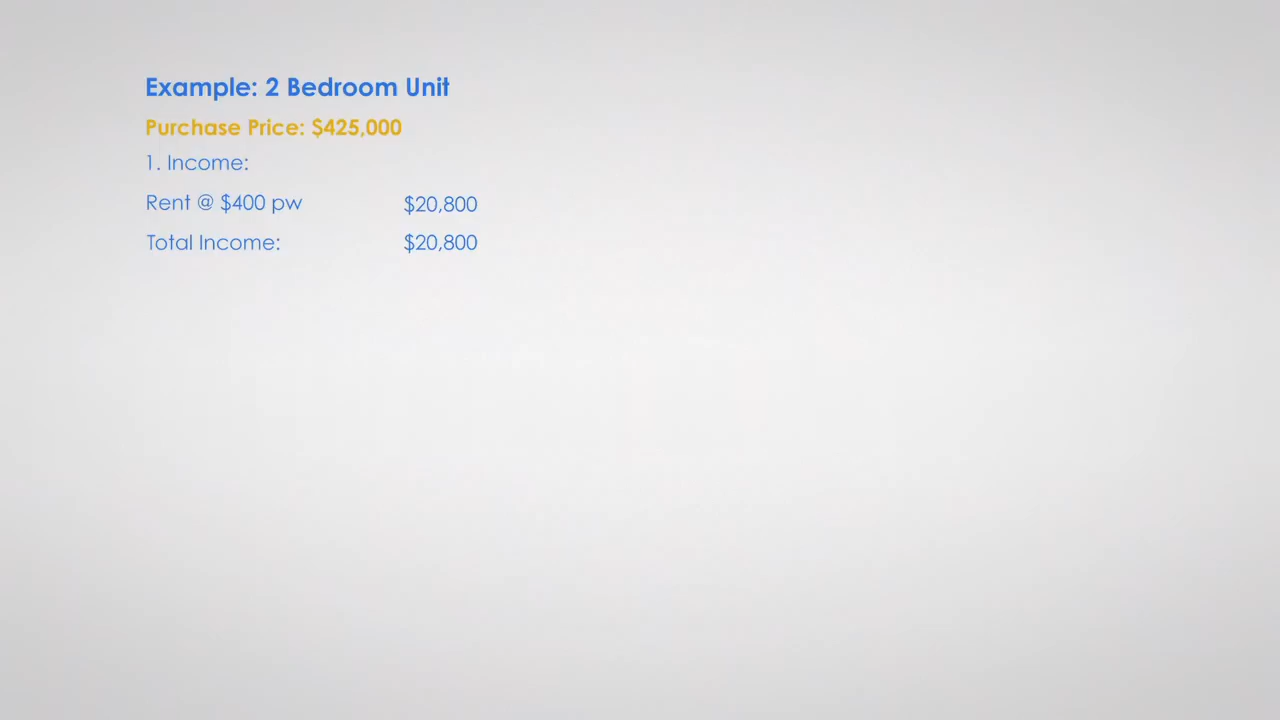 Example: 2 Bedroom Unit
Purchase Price: $425,000
1. Income:
Rent @ $400 pw $20,800
Total Income: $20,800